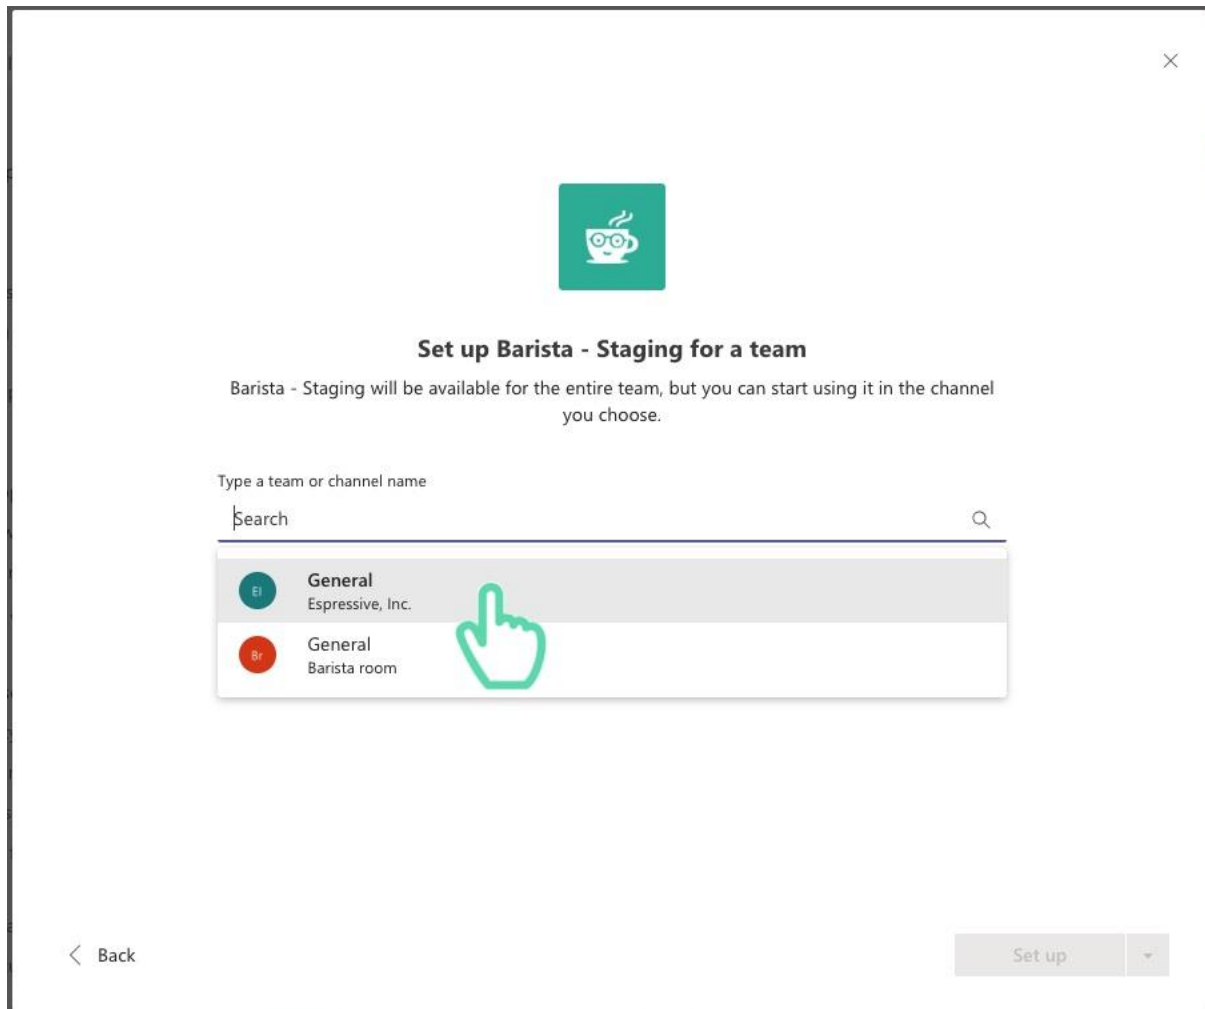 Set up Barista - Staging for a team
Barista - Staging will be available for the entire team, but you can start using it in the channel
you choose.
Type a team or channel name
Search
EI
General
Espressive, Inc.
Br
General
Barista room
Back
Set up